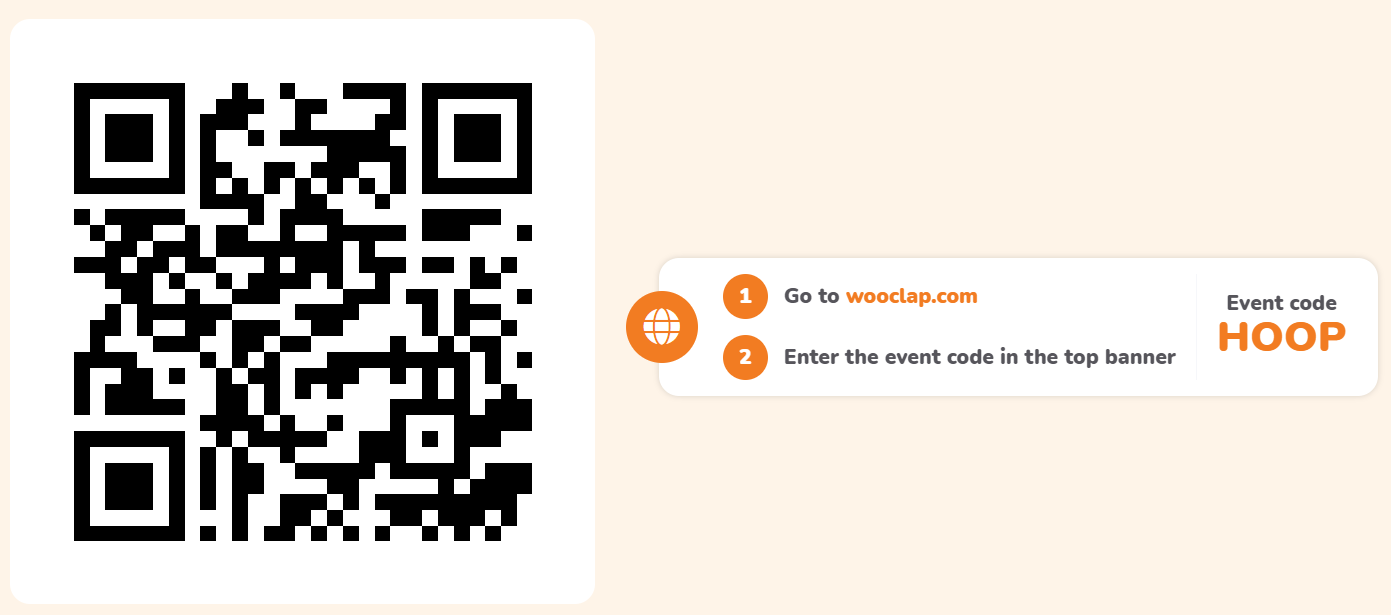 1 Go to wooclap.com
2 Enter the event code in the top banner
Event code
HOOP